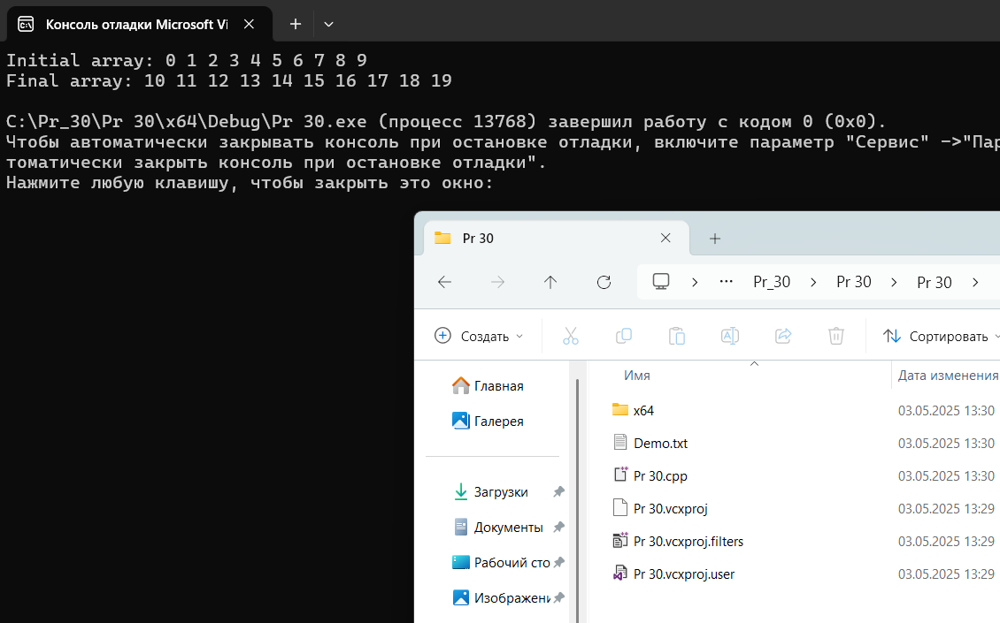 Консоль отладки Microsoft Vi
Initial array: 0 1 2 3 4 5 6 7 8 9
Final array: 10 11 12 13 14 15 16 17 18 19
C:\Pr_30\Pr 30\x64\Debug\Pr 30.exe (процесс 13768) завершил работу с кодом 0 (0x0).
Чтобы автоматически закрывать консоль при остановке отладки, включите параметр "Сервис" ->"Пар
томатически закрыть консоль при остановке отладки".
Нажмите любую клавишу, чтобы закрыть это окно:
Pr 30
... Pr_30 > Pr 30 > Pr 30 >
Создать
Сортировать
Имя Дата изменения
Главная
Галерея
Загрузки
Документы
Рабочий сто
Изображени
x64 03.05.2025 13:30
Demo.txt 03.05.2025 13:30
Pr 30.cpp 03.05.2025 13:30
Pr 30.vcxproj 03.05.2025 13:29
Pr 30.vcxproj.filters 03.05.2025 13:29
Pr 30.vcxproj.user 03.05.2025 13:29